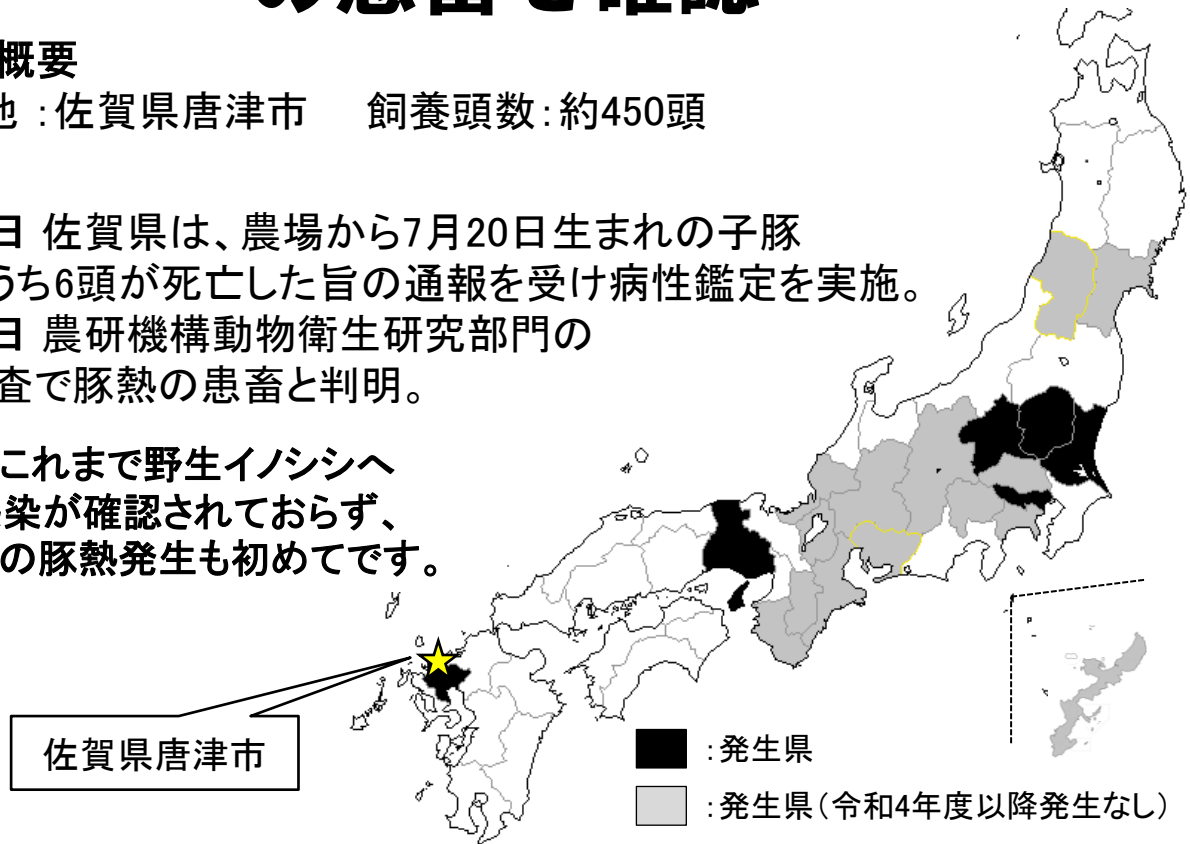 の患畜を確認
概要
地 :佐賀県唐津市 飼養頭数:約450頭
日 佐賀県は、農場から7月20日生まれの子豚
うち6頭が死亡した旨の通報を受け病性鑑定を実施。
日 農研機構動物衛生研究部門の
査で豚熱の患畜と判明。
これまで野生イノシシへ
染が確認されておらず、
の豚熱発生も初めてです。
佐賀県唐津市
:発生県
:発生県(令和4年度以降発生なし)